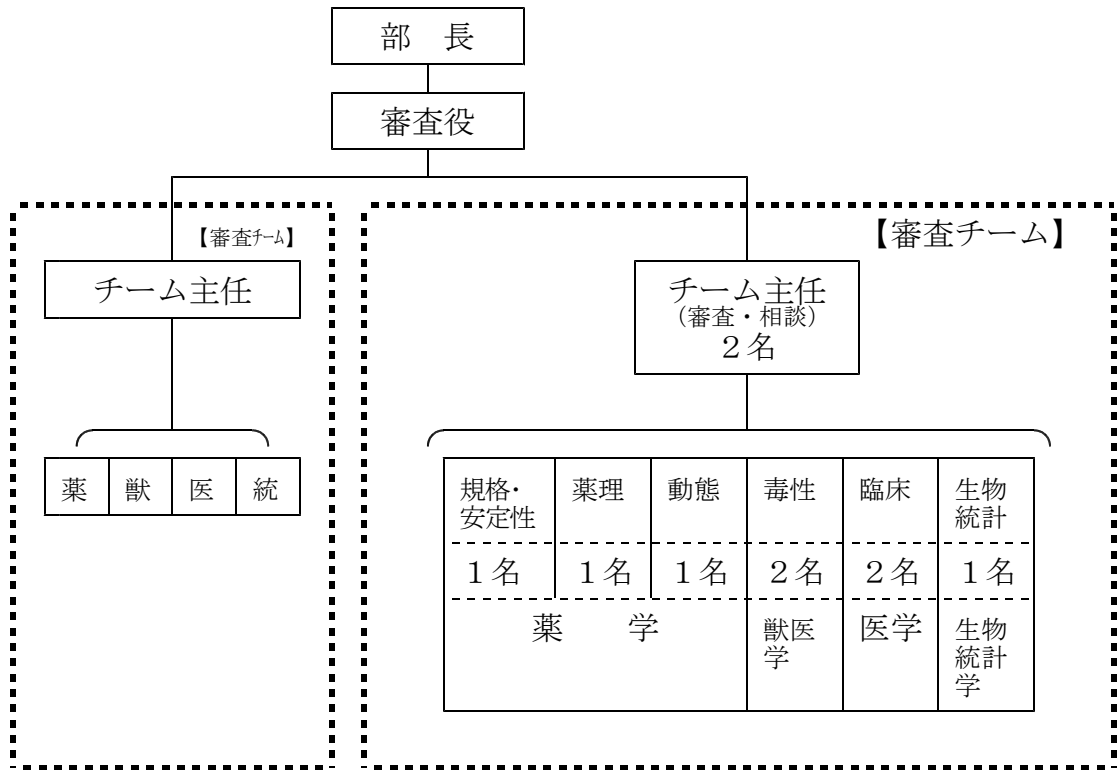 部　長
審査役
【審査ﾁｰﾑ】
チーム主任
薬 獣 医 統
【審査チーム】
チーム主任
（審査・相談）
２名
規格・
安定性
薬理
動態
毒性
臨床
生物
統計
１名 １名 １名 ２名 ２名 １名
薬　　学
獣医
学
医学
生物
統計
学